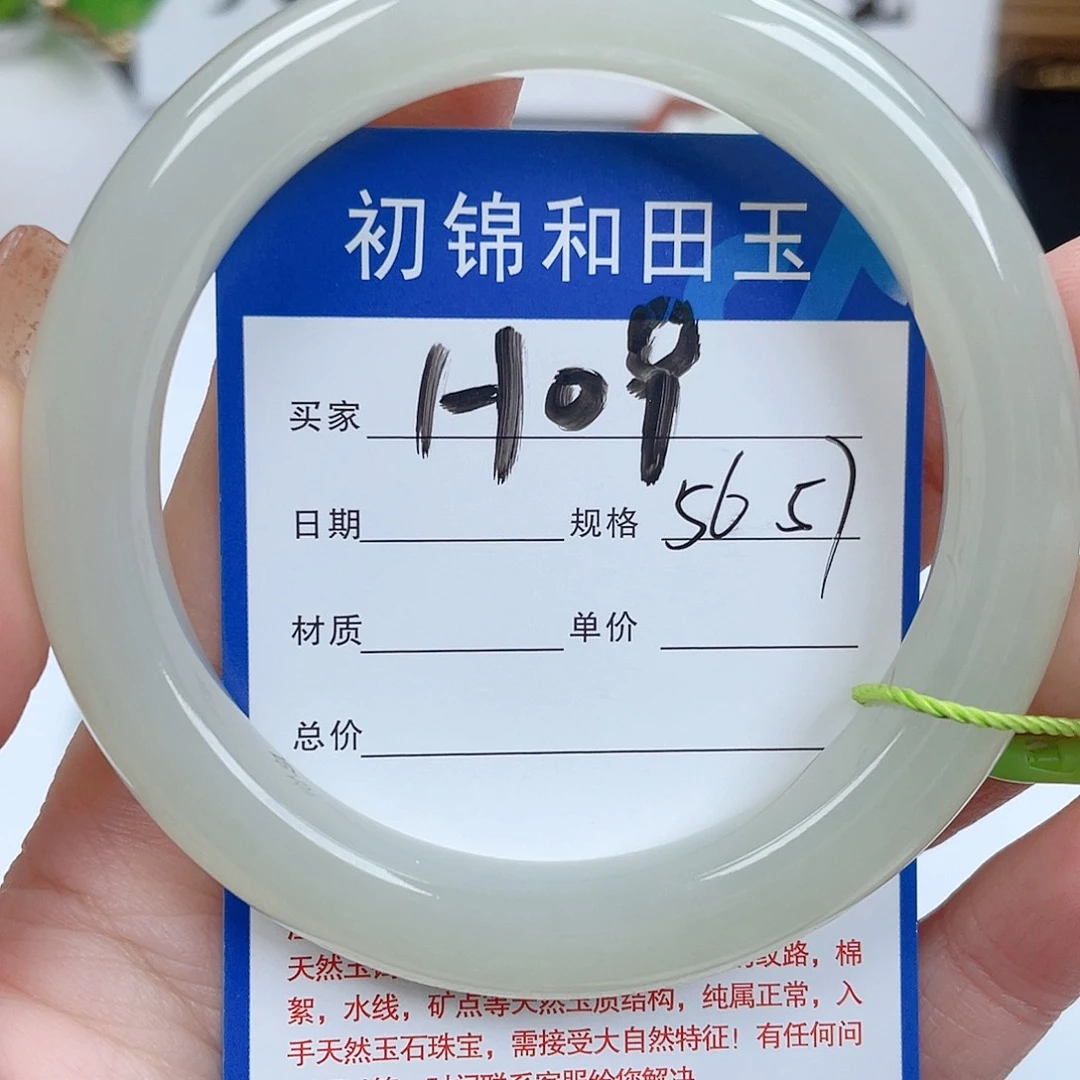 初锦和田玉
买家 H09
日期 规格 56 57
材质 单价
总价
天然玉 纹路，棉
絮，水线，矿点等天然玉质结构，纯属正常，入
手天然玉石珠宝，需接受大自然特征！有任何问